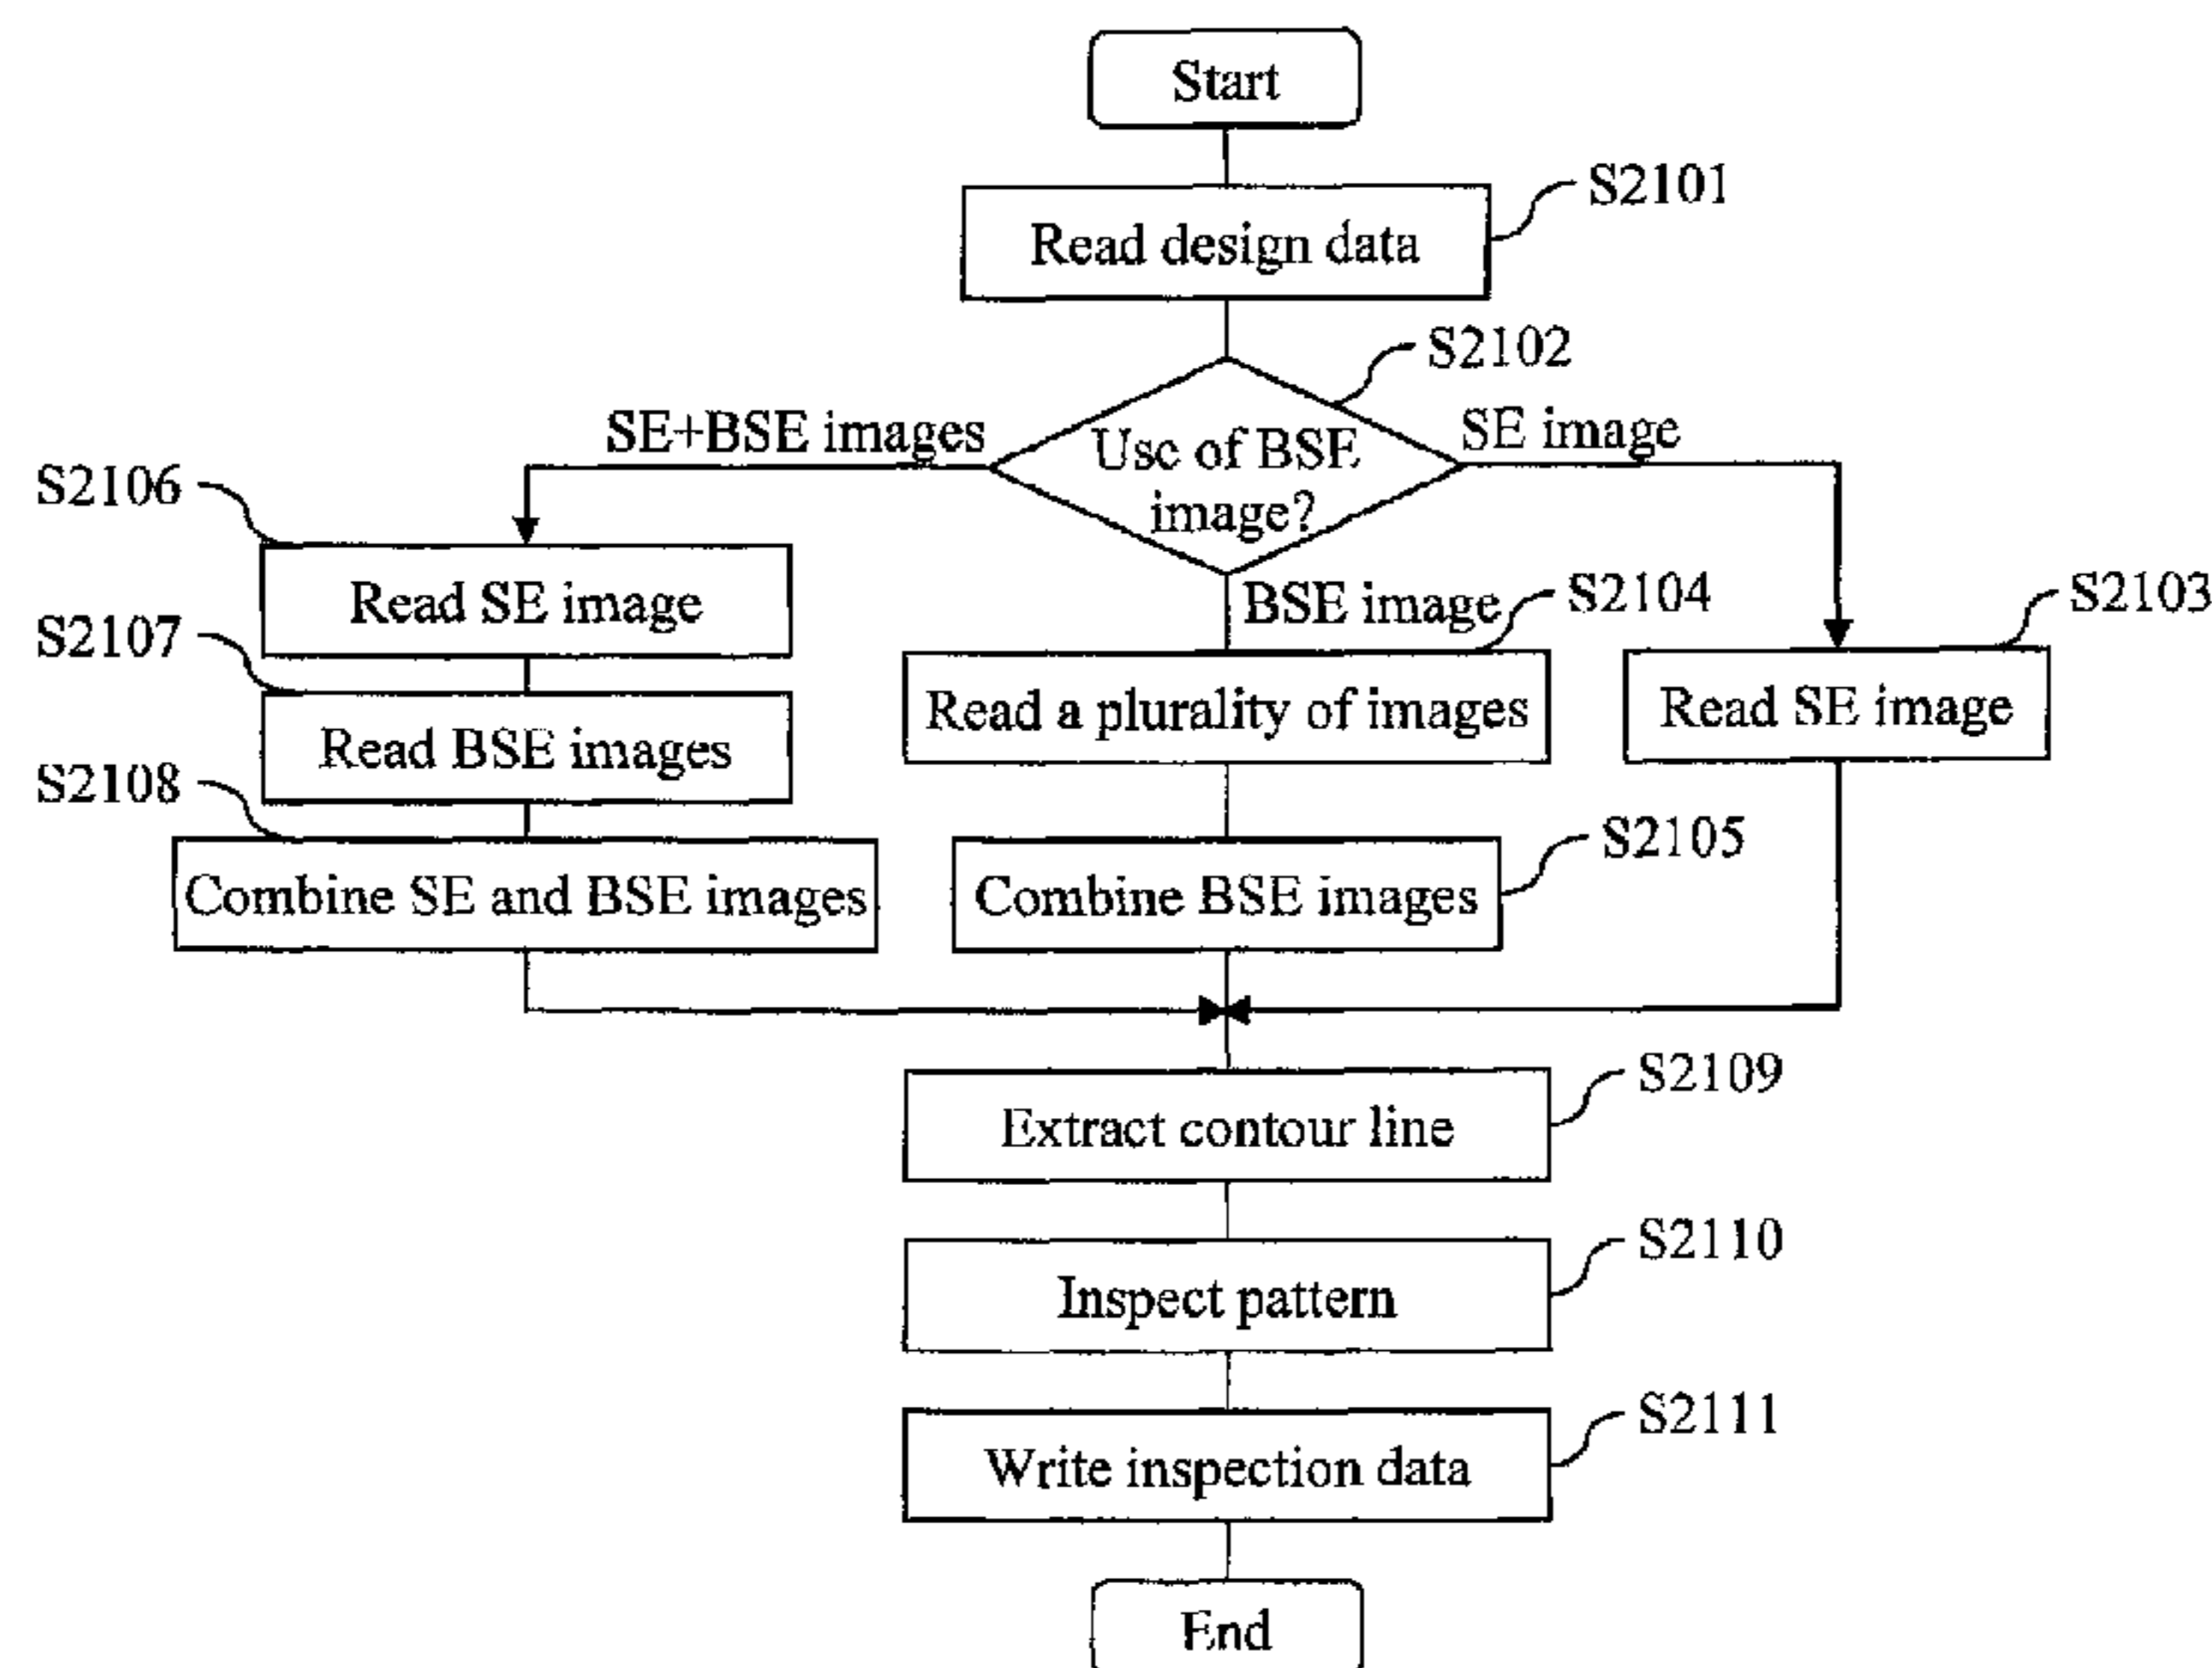 Start
S2101
Read design data
S2102
SE+BSE images
Use of BSE
image?
SE image
S2106
Read SE image
BSE image
S2104
S2103
S2107
Read BSE images
Read a plurality of images
Read SE image
S2108
Combine SE and BSE images
Combine BSE images
S2105
S2109
Extract contour line
S2110
Inspect pattern
S2111
Write inspection data
End